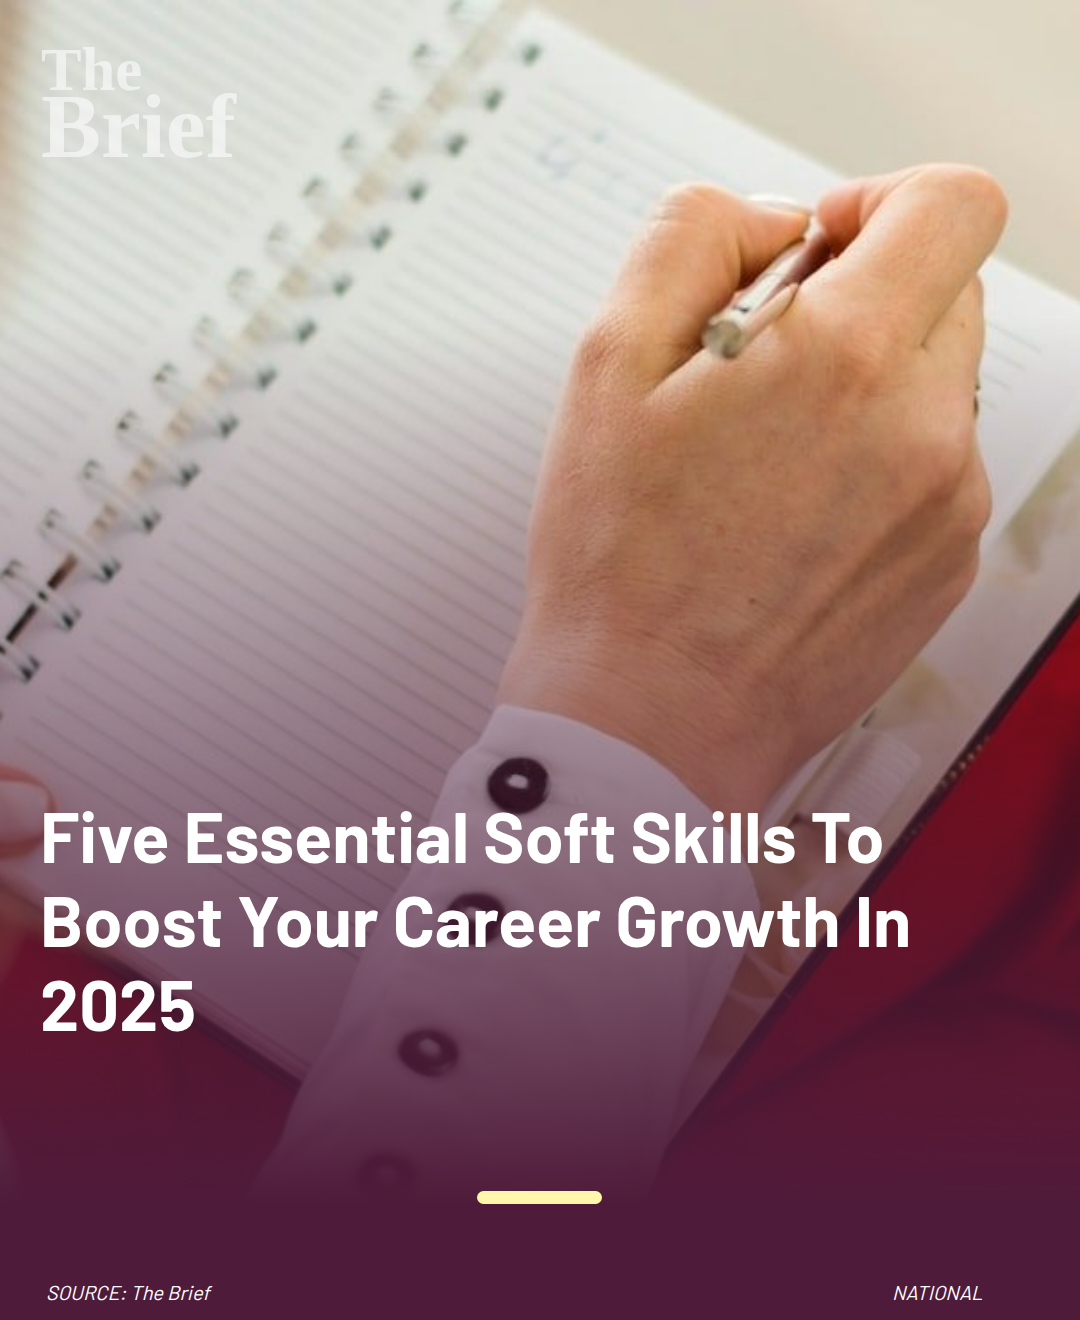 The
Brief
Five Essential Soft Skills To
Boost Your Career Growth In
2025
SOURCE: The Brief
NATIONAL